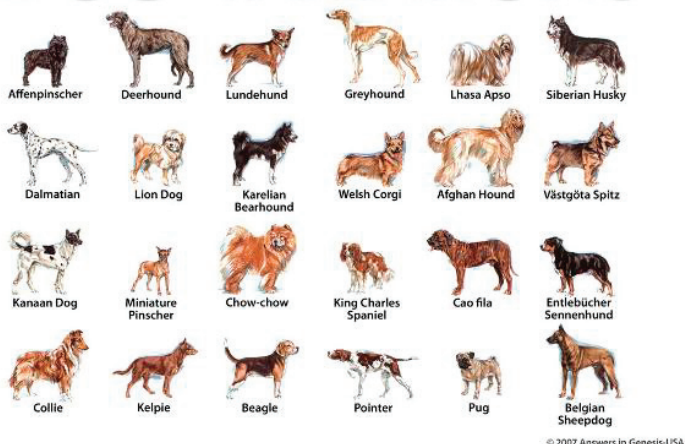 Affenpinscher
Deerhound
Lundehund
Greyhound
Lhasa Apso
Siberian Husky
Dalmatian
Lion Dog
Karelian
Bearhound
Welsh Corgi
Afghan Hound
Västgöta Spitz
Kanaan Dog
Miniature
Pinscher
Chow-chow
King Charles
Spaniel
Cao fila
Entlebücher
Sennenhund
Collie
Kelpie
Beagle
Pointer
Pug
Belgian
Sheepdog
© 2007 Answers in Genesis-USA